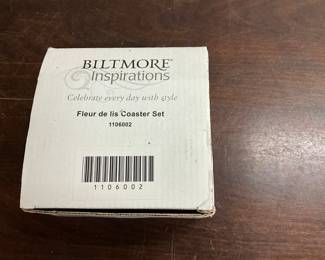 BILTMORE®
Inspirations
Celebrate every day with style
Fleur de lis Coaster Set
1106002
1106002